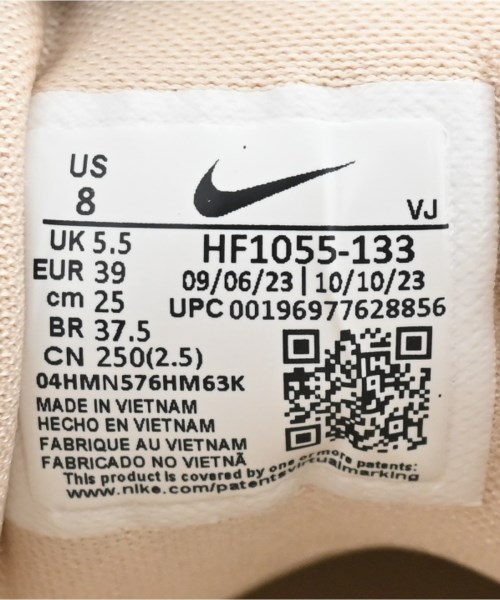 US
8
VJ
UK 5.5
EUR 39
cm 25
BR 37.5
CN 250(2.5)
HF1055-133
09/06/23 | 10/10/23
UPC 00196977628856
04HMN576HM63K
MADE IN VIETNAM
HECHO EN VIETNAM
FABRIQUE AU VIETNAM
FABRICADO NO VIETNÃ
This product is covered by one or more patents:
www.nike.com/patentsvirtualmarking